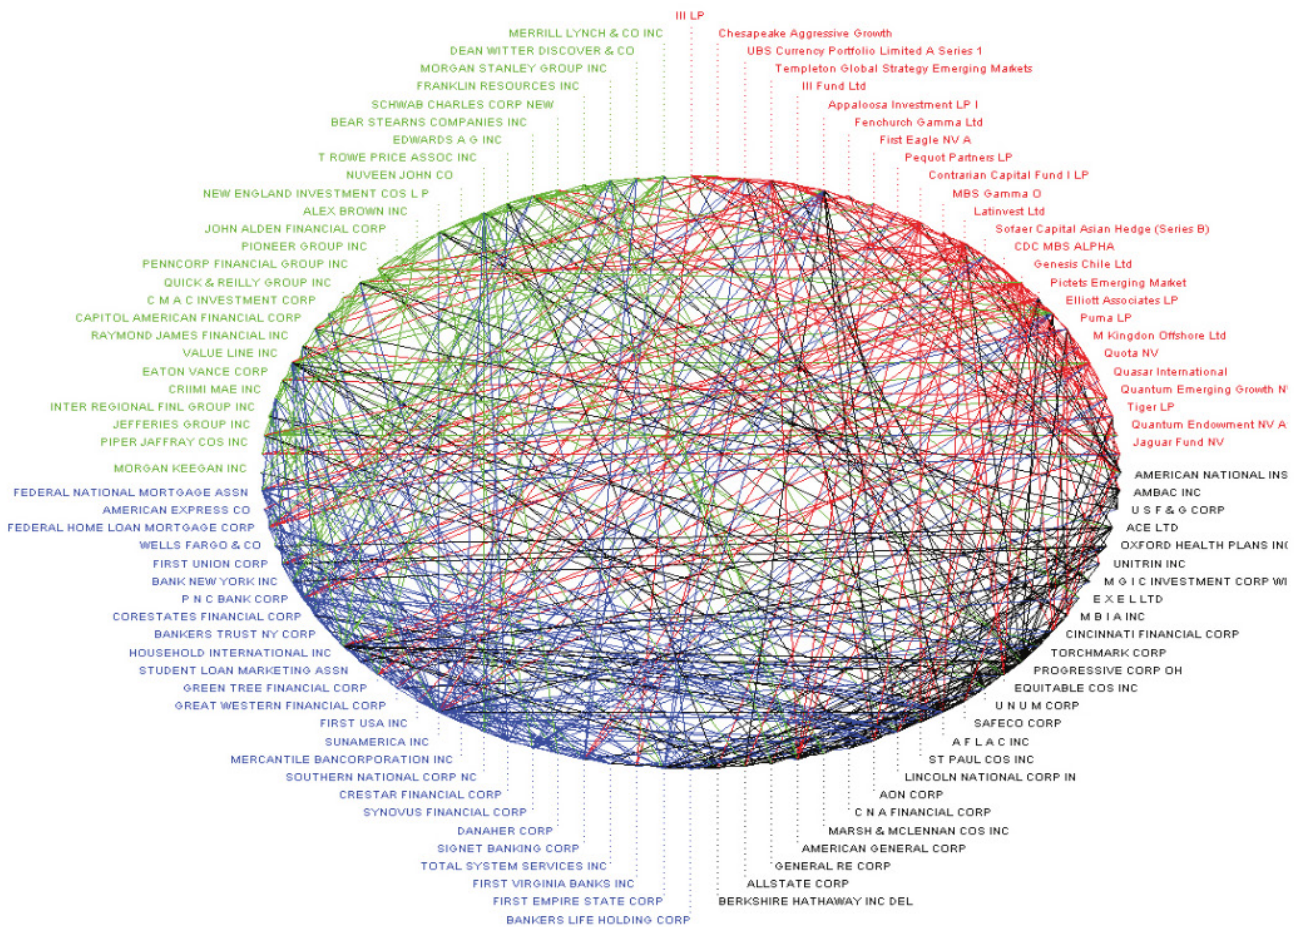 III LP
Chesapeake Aggressive Growth
UBS Currency Portfolio Limited A Series 1
Templeton Global Strategy Emerging Markets
III Fund Ltd
Appaloosa Investment LP I
Fenchurch Gamma Ltd
First Eagle NV A
Pequot Partners LP
Contrarian Capital Fund I LP
MBS Gamma O
Latinvest Ltd
Sofaer Capital Asian Hedge (Series B)
CDC MBS ALPHA
Genesis Chile Ltd
Pictets Emerging Market
Elliott Associates LP
Puma LP
M Kingdon Offshore Ltd
Quota NV
Quasar International
Quantum Emerging Growth N
Tiger LP
Quantum Endowment NV A
Jaguar Fund NV
AMERICAN NATIONAL INS
AMBAC INC
U S F & G CORP
ACE LTD
OXFORD HEALTH PLANS INC
UNITRIN INC
M G I C INVESTMENT CORP WI
E X E L LTD
M B I A INC
CINCINNATI FINANCIAL CORP
TORCHMARK CORP
PROGRESSIVE CORP OH
EQUITABLE COS INC
U N U M CORP
SAFECO CORP
A F L A C INC
ST PAUL COS INC
LINCOLN NATIONAL CORP IN
AON CORP
C N A FINANCIAL CORP
MARSH & MCLENNAN COS INC
AMERICAN GENERAL CORP
GENERAL RE CORP
ALLSTATE CORP
BERKSHIRE HATHAWAY INC DEL
BANKERS LIFE HOLDING CORP
FIRST EMPIRE STATE CORP
FIRST VIRGINIA BANKS INC
TOTAL SYSTEM SERVICES INC
SIGNET BANKING CORP
DANAHER CORP
SYNOVUS FINANCIAL CORP
CRESTAR FINANCIAL CORP
SOUTHERN NATIONAL CORP NC
MERCANTILE BANCORPORATION INC
SUNAMERICA INC
FIRST USA INC
GREAT WESTERN FINANCIAL CORP
GREEN TREE FINANCIAL CORP
STUDENT LOAN MARKETING ASSN
HOUSEHOLD INTERNATIONAL INC
BANKERS TRUST NY CORP
CORESTATES FINANCIAL CORP
P N C BANK CORP
BANK NEW YORK INC
FIRST UNION CORP
WELLS FARGO & CO
FEDERAL HOME LOAN MORTGAGE CORP
AMERICAN EXPRESS CO
FEDERAL NATIONAL MORTGAGE ASSN
MORGAN KEEGAN INC
PIPER JAFFRAY COS INC
JEFFERIES GROUP INC
INTER REGIONAL FINL GROUP INC
CRIIMI MAE INC
EATON VANCE CORP
VALUE LINE INC
RAYMOND JAMES FINANCIAL INC
CAPITOL AMERICAN FINANCIAL CORP
C M A C INVESTMENT CORP
QUICK & REILLY GROUP INC
PENNCORP FINANCIAL GROUP INC
PIONEER GROUP INC
JOHN ALDEN FINANCIAL CORP
ALEX BROWN INC
NEW ENGLAND INVESTMENT COS L P
NUVEEN JOHN CO
T ROWE PRICE ASSOC INC
EDWARDS A G INC
BEAR STEARNS COMPANIES INC
SCHWAB CHARLES CORP NEW
FRANKLIN RESOURCES INC
MORGAN STANLEY GROUP INC
DEAN WITTER DISCOVER & CO
MERRILL LYNCH & CO INC